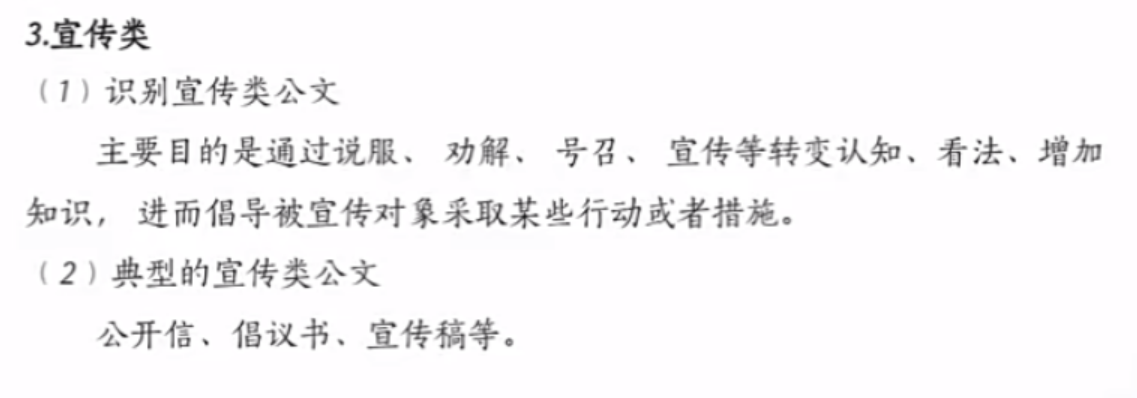 3.宣传类
（1）识别宣传类公文
主要目的是通过说服、 劝解、 号召、 宣传等转变认知、看法、增加
知识， 进而倡导被宣传对象采取某些行动或者措施。
（2）典型的宣传类公文
公开信、倡议书、宣传稿等。